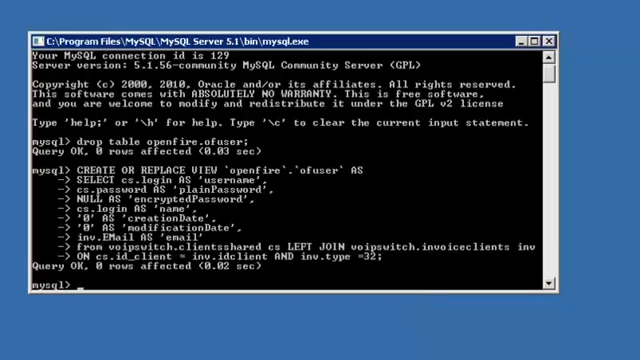 C:\Program Files\MySQL\MySQL Server 5.1\bin\mysql.exe
Your MySQL connection id is 129
Server version: 5.1.56-community MySQL Community Server (GPL)
Copyright (c) 2000, 2010, Oracle and/or its affiliates. All rights reserved.
This software comes with ABSOLUTELY NO WARRANTY. This is free software,
and you are welcome to modify and redistribute it under the GPL v2 license
Type 'help;' or '\h' for help. Type '\c' to clear the current input statement.
mysql> drop table openfire.ofuser;
Query OK, 0 rows affected (0.03 sec)
mysql> CREATE OR REPLACE VIEW `openfire`.`ofuser` AS
-> SELECT cs.login AS 'username',
-> cs.password AS 'plainPassword',
-> NULL AS 'encryptedPassword',
-> cs.login AS 'name',
-> '0' AS 'creationDate',
-> '0' AS 'modificationDate',
-> inv.EMail AS 'email'
-> from voipswitch.clientsshared cs LEFT JOIN voipswitch.invoiceclients inv
-> ON cs.id_client = inv.idclient AND inv.type =32;
Query OK, 0 rows affected (0.02 sec)
mysql> _